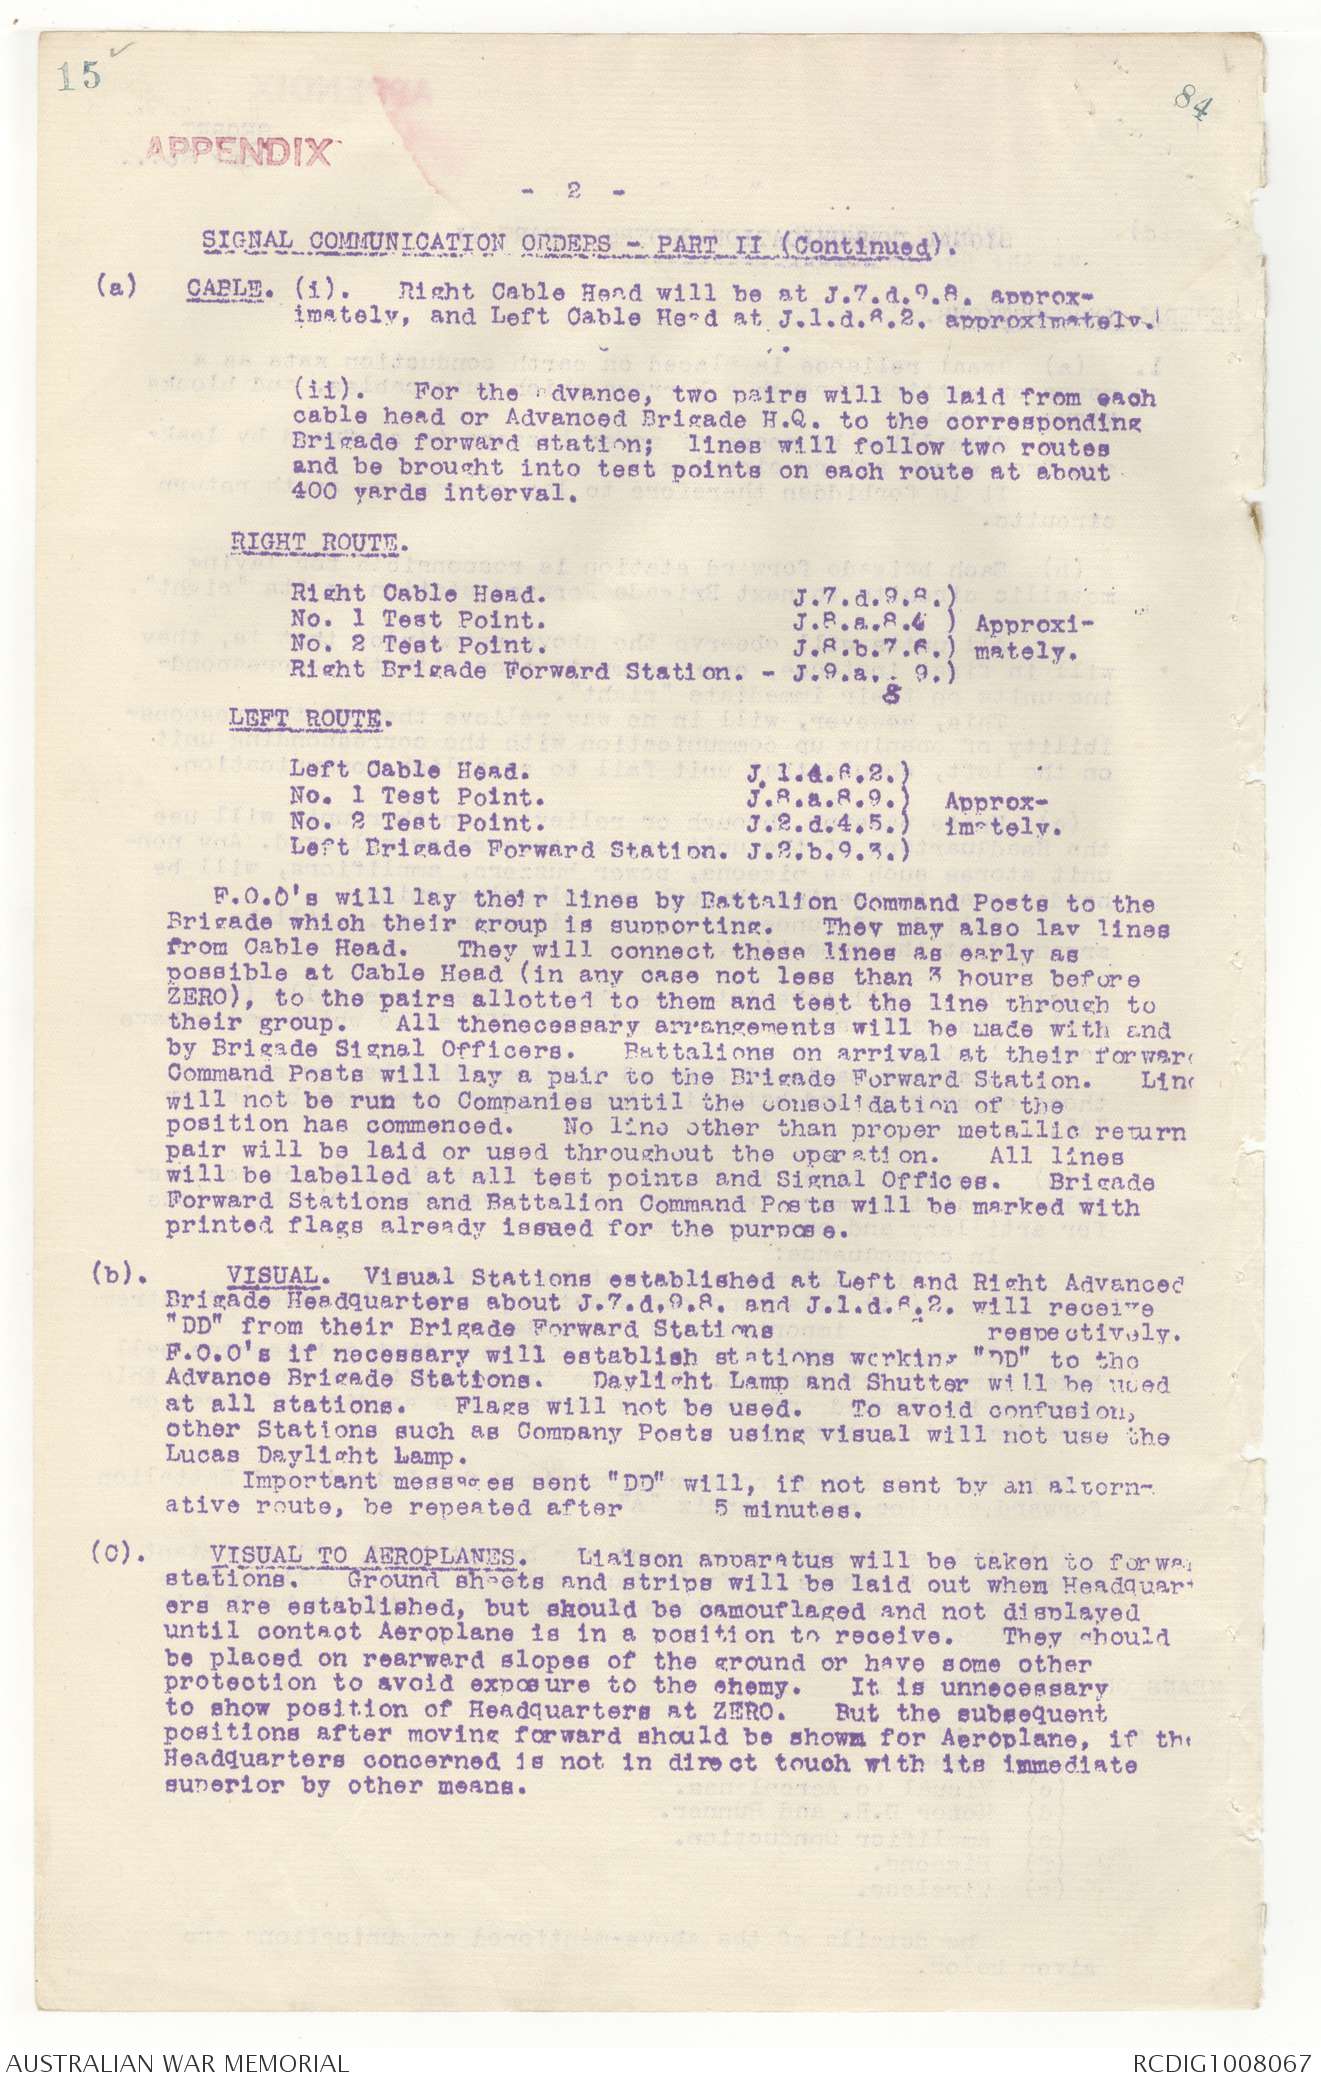 15
84
APPENDIX
- 2 -
SIGNAL COMMUNICATION ORDERS - PART II (Continued).
(a) CABLE. (i). Right Cable Head will be at J.7.d.9.8. approx-
imately, and Left Cable Head at J.1.d.8.2. approximately.
(ii). For the advance, two pairs will be laid from each
cable head or Advanced Brigade H.Q. to the corresponding
Brigade forward station; lines will follow two routes
and be brought into test points on each route at about
400 yards interval.
RIGHT ROUTE.
Right Cable Head. J.7.d.9.8.)
No. 1 Test Point. J.8.a.8.4 ) Approxi-
No. 2 Test Point. J.8.b.7.6.) mately.
Right Brigade Forward Station. - J.9.a. 9.)
8
LEFT ROUTE.
Left Cable Head. J.1.d.8.2.)
No. 1 Test Point. J.8.a.8.9.) Approx-
No. 2 Test Point. J.2.d.4.5.) imately.
Left Brigade Forward Station. J.2.b.9.3.)
F.O.O's will lay their lines by Battalion Command Posts to the
Brigade which their group is supporting. They may also lay lines
from Cable Head. They will connect these lines as early as
possible at Cable Head (in any case not less than 3 hours before
ZERO), to the pairs allotted to them and test the line through to
their group. All thenecessary arrangements will be made with and
by Brigade Signal Officers. Battalions on arrival at their forward
Command Posts will lay a pair to the Brigade Forward Station. Line
will not be run to Companies until the consolidation of the
position has commenced. No line other than proper metallic return
pair will be laid or used throughout the operation. All lines
will be labelled at all test points and Signal Offices. Brigade
Forward Stations and Battalion Command Posts will be marked with
printed flags already issued for the purpose.
(b). VISUAL. Visual Stations established at Left and Right Advanced
Brigade Headquarters about J.7.d.9.8. and J.1.d.8.2. will receive
"DD" from their Brigade Forward Stations respectively.
F.O.O's if necessary will establish stations working "DD" to the
Advance Brigade Stations. Daylight Lamp and Shutter will be used
at all stations. Flags will not be used. To avoid confusion,
other Stations such as Company Posts using visual will not use the
Lucas Daylight Lamp.
Important messages sent "DD" will, if not sent by an altern-
ative route, be repeated after 5 minutes.
(C). VISUAL TO AEROPLANES. Liaison apparatus will be taken to forwar
stations. Ground sheets and strips will be laid out when Headquart
ers are established, but should be camouflaged and not displayed
until contact Aeroplane is in a position to receive. They should
be placed on rearward slopes of the ground or have some other
protection to avoid exposure to the enemy. It is unnecessary
to show position of Headquarters at ZERO. But the subsequent
positions after moving forward should be shown for Aeroplane, if the
Headquarters concerned is not in direct touch with its immediate
superior by other means.
AUSTRALIAN WAR MEMORIAL
RCDIG1008067